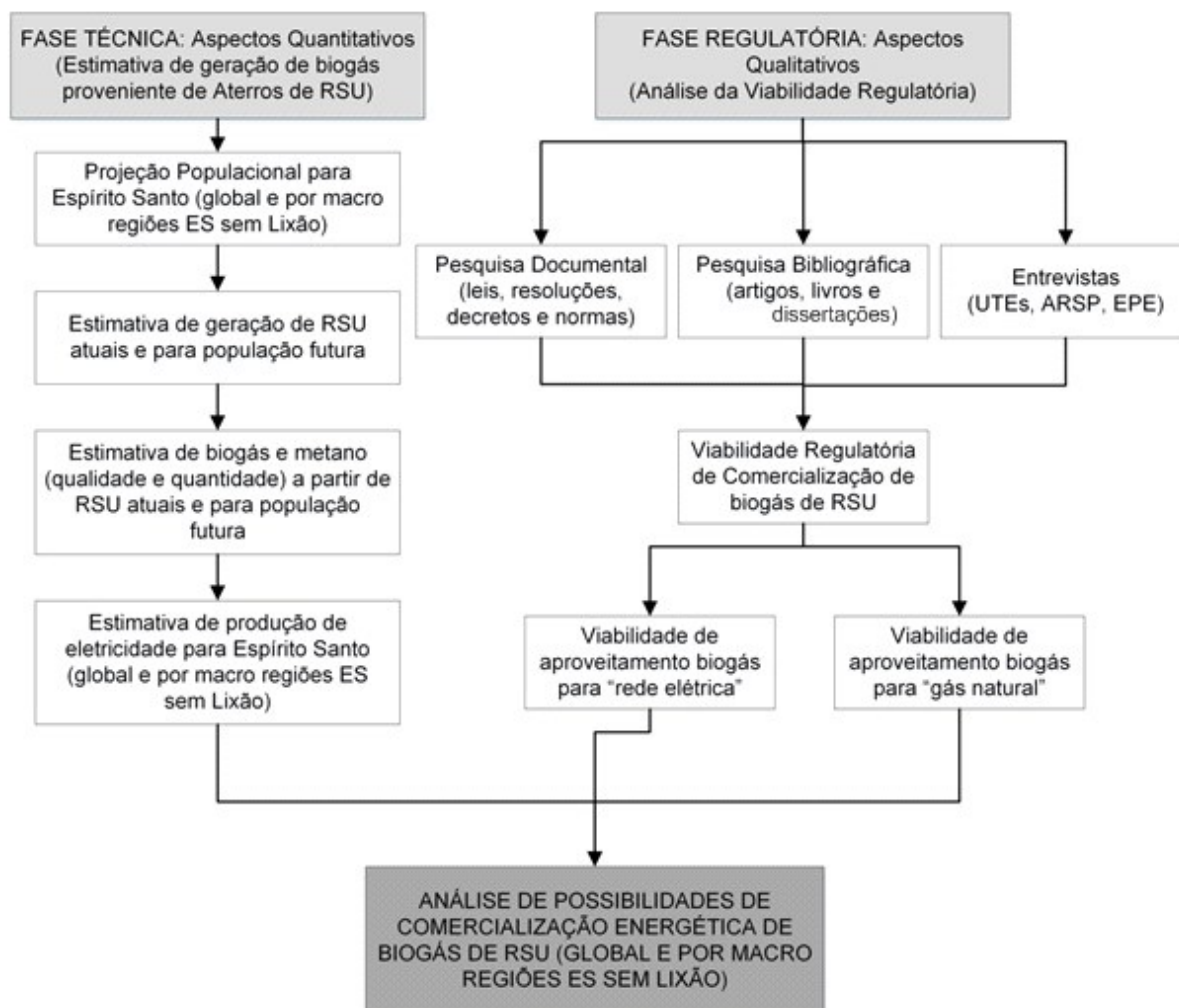 FASE TÉCNICA: Aspectos Quantitativos
(Estimativa de geração de biogás
proveniente de Aterros de RSU)
Projeção Populacional para
Espírito Santo (global e por macro
regiões ES sem Lixão)
Estimativa de geração de RSU
atuais e para população futura
Estimativa de biogás e metano
(qualidade e quantidade) a partir de
RSU atuais e para população
futura
Estimativa de produção de
eletricidade para Espírito Santo
(global e por macro regiões ES
sem Lixão)
FASE REGULATÓRIA: Aspectos
Qualitativos
(Análise da Viabilidade Regulatória)
Pesquisa Documental
(leis, resoluções,
decretos e normas)
Pesquisa Bibliográfica
(artigos, livros e
dissertações)
Entrevistas
(UTEs, ARSP, EPE)
Viabilidade Regulatória
de Comercialização de
biogás de RSU
Viabilidade de
aproveitamento biogás
para “rede elétrica”
Viabilidade de
aproveitamento biogás
para “gás natural”
ANÁLISE DE POSSIBILIDADES DE
COMERCIALIZAÇÃO ENERGÉTICA DE
BIOGÁS DE RSU (GLOBAL E POR MACRO
REGIÕES ES SEM LIXÃO)